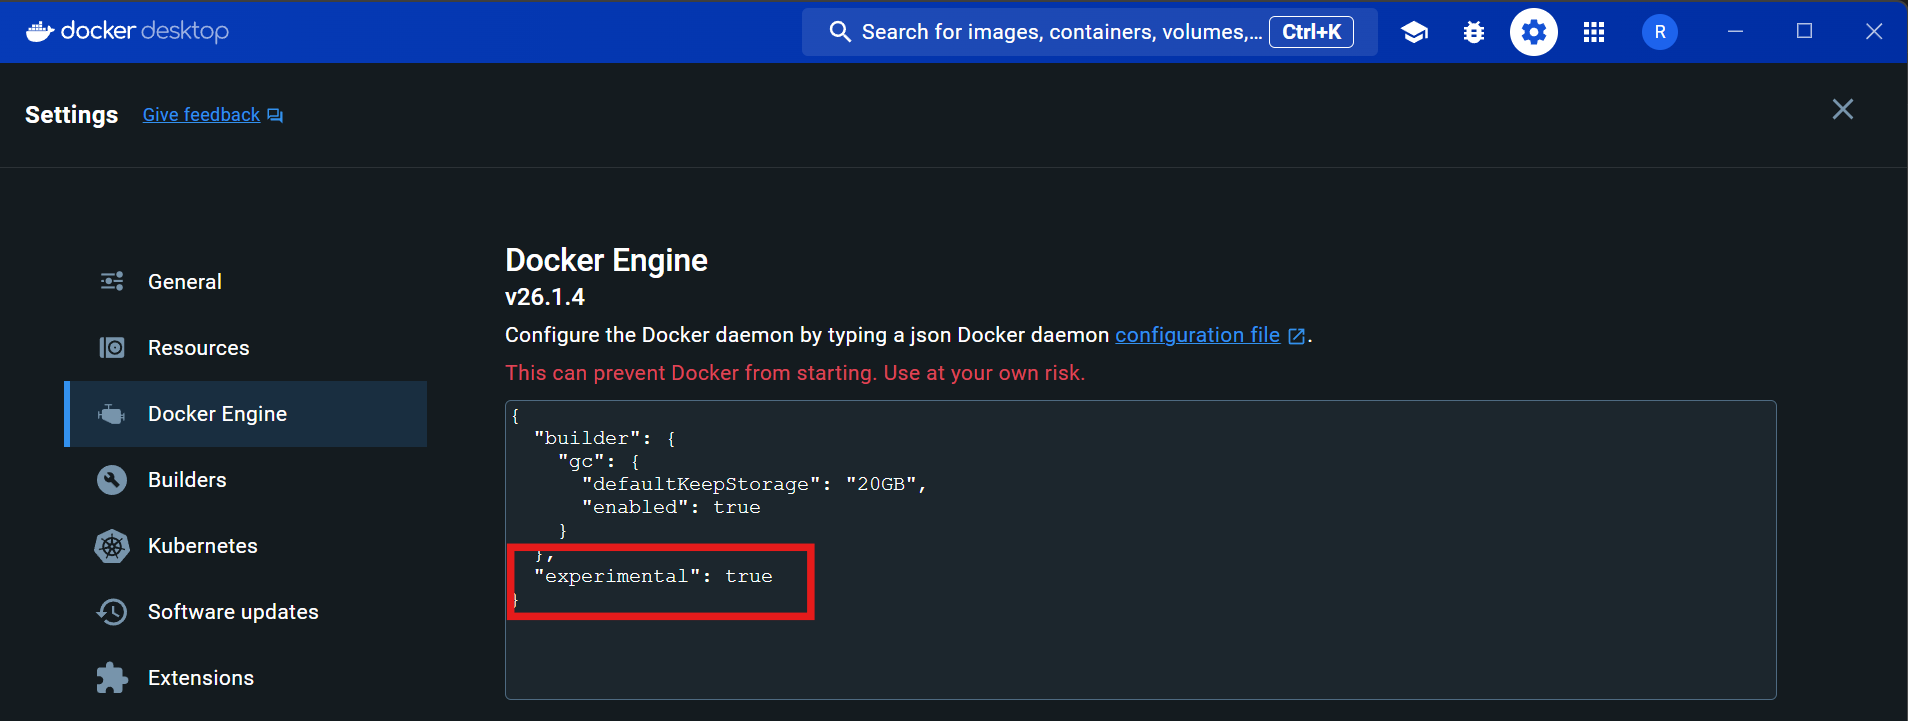 docker desktop
Search for images, containers, volumes,... Ctrl+K
R
Settings Give feedback
General
Resources
Docker Engine
Builders
Kubernetes
Software updates
Extensions
Docker Engine
v26.1.4
Configure the Docker daemon by typing a json Docker daemon configuration file.
This can prevent Docker from starting. Use at your own risk.
{
  "builder": {
    "gc": {
      "defaultKeepStorage": "20GB",
      "enabled": true
    }
  },
  "experimental": true
}